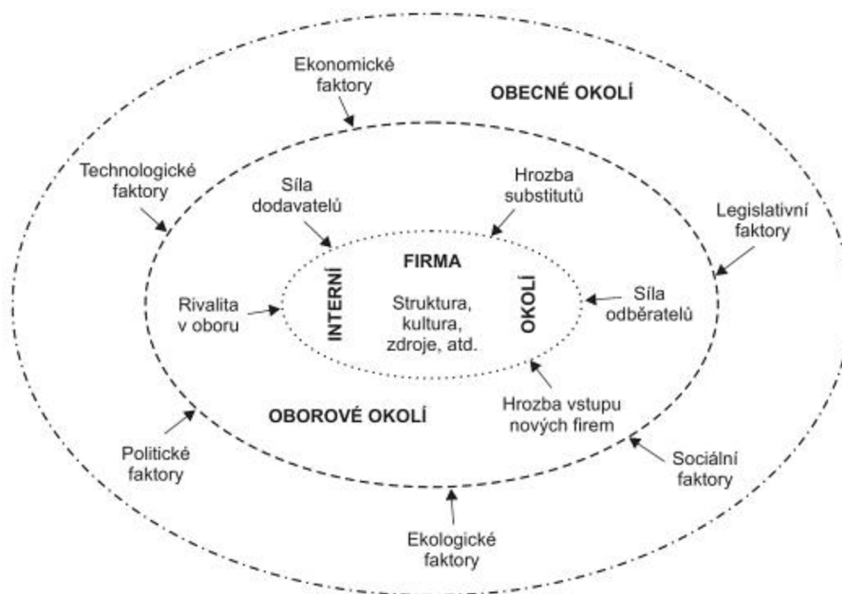 Ekonomické
faktory
OBECNÉ OKOLÍ
Technologické
faktory
Síla
dodavatelů
Hrozba
substitutů
Legislativní
faktory
FIRMA
INTERNÍ
OKOLÍ
Struktura,
kultura,
zdroje, atd.
Rivalita
v oboru
Síla
odběratelů
OBOROVÉ OKOLÍ
Hrozba vstupu
nových firem
Politické
faktory
Sociální
faktory
Ekologické
faktory